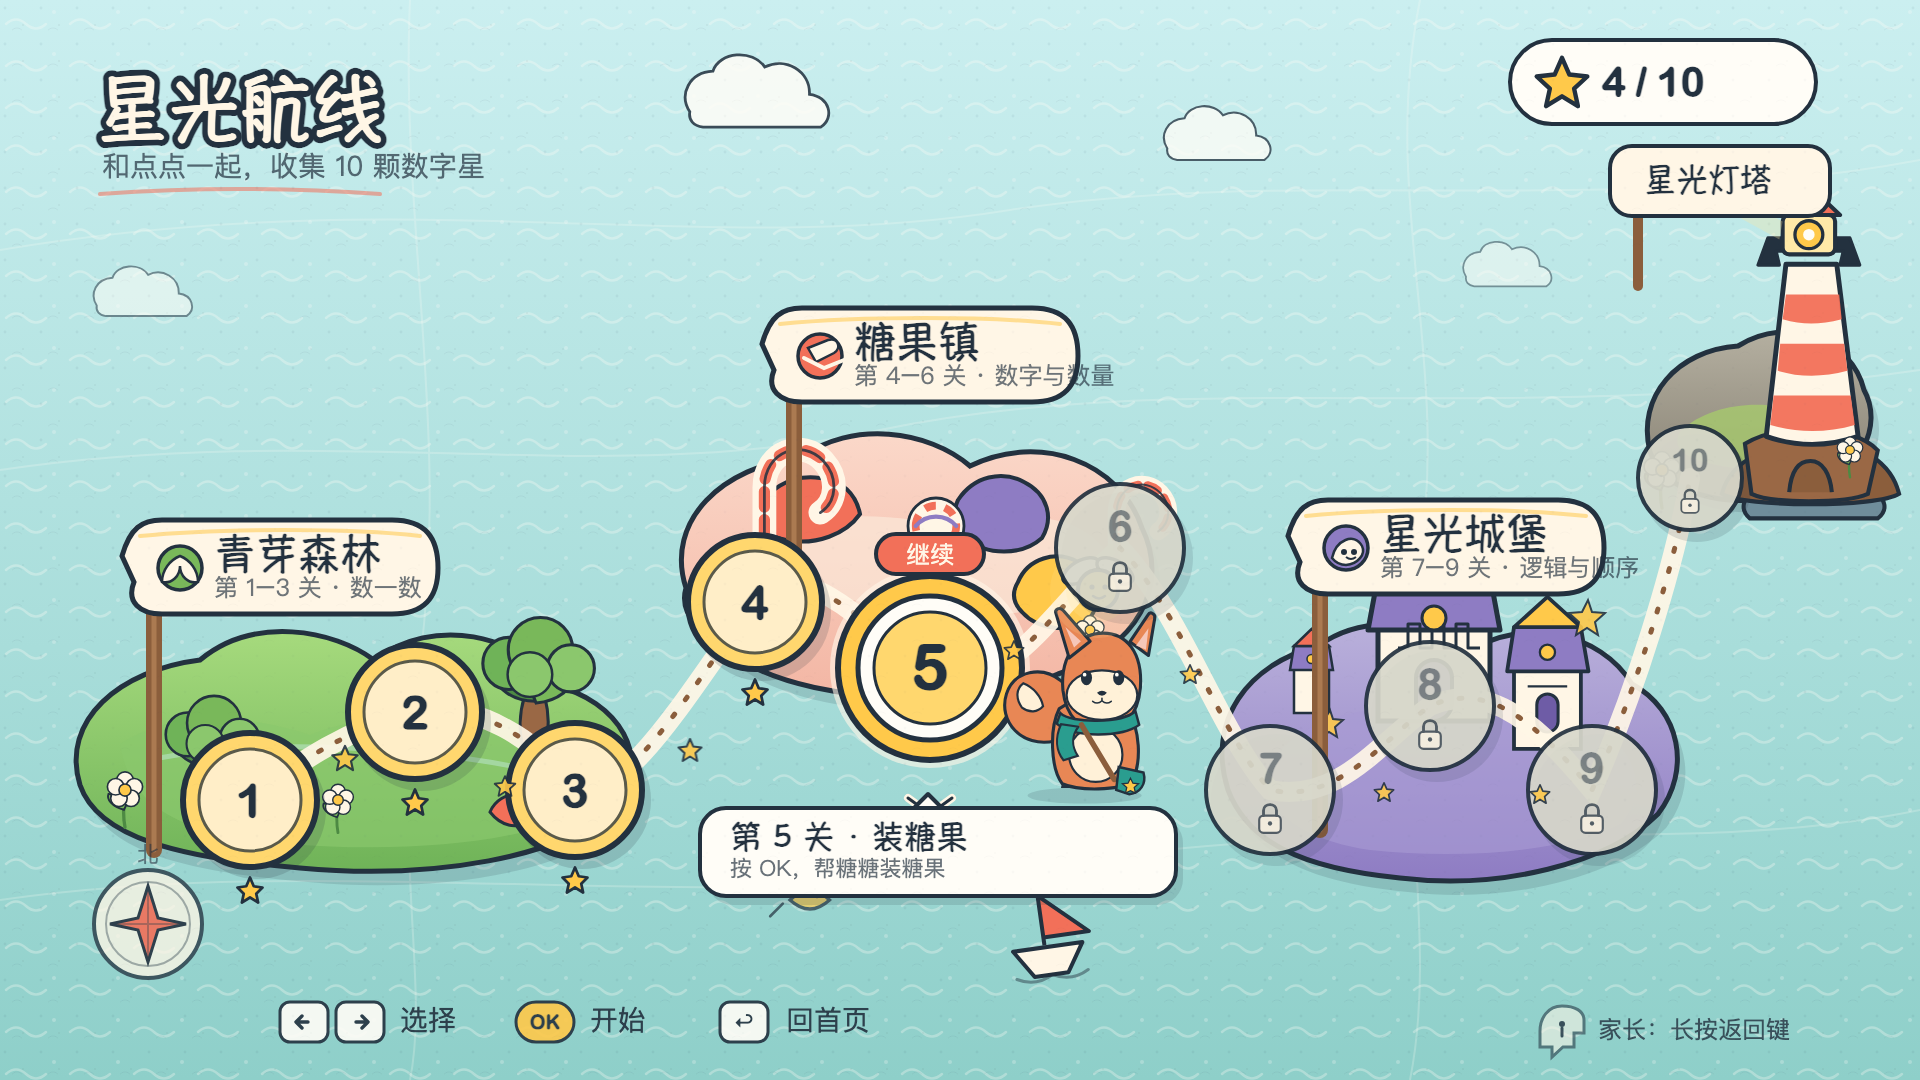 星光航线
和点点一起，收集 10 颗数字星
4 / 10
星光灯塔
糖果镇
第 4–6 关 · 数字与数量
10
6
继续
4
5
青芽森林
第 1–3 关 · 数一数
星光城堡
第 7–9 关 · 逻辑与顺序
2
1
3
8
7
9
第 5 关 · 装糖果
按 OK，帮糖糖装糖果
北
选择
OK 开始
回首页
家长：长按返回键